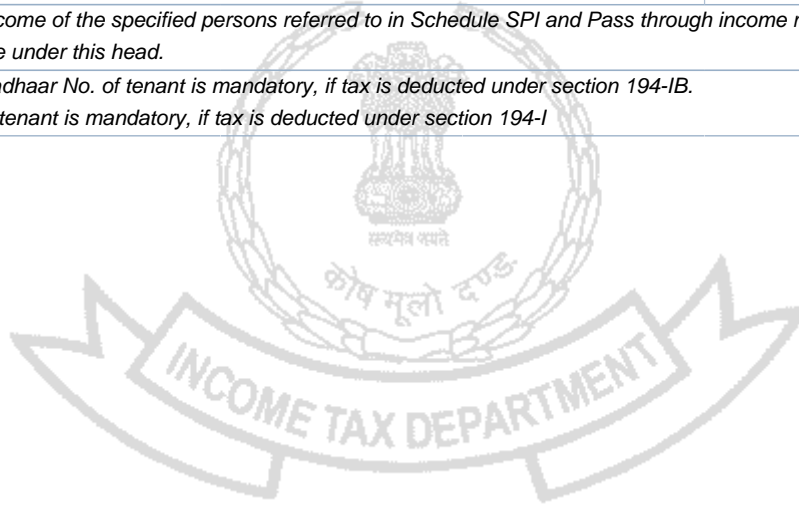 come of the specified persons referred to in Schedule SPI and Pass through income
e under this head.
adhaar No. of tenant is mandatory, if tax is deducted under section 194-IB.
tenant is mandatory, if tax is deducted under section 194-I
सत्यमेव जयते
कोष मूलो दण्डः
INCOME TAX DEPARTMENT